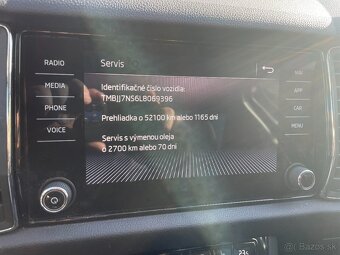 Servis
RADIO
MEDIA
PHONE
VOICE
Identifikačné číslo vozidla:
TMBJJ7NS6L8069396
Prehliadka o 52100 km alebo 1165 dní
Servis s výmenou oleja
o 2700 km alebo 70 dní
NAV
APP
CAR
MENU
bazos.sk